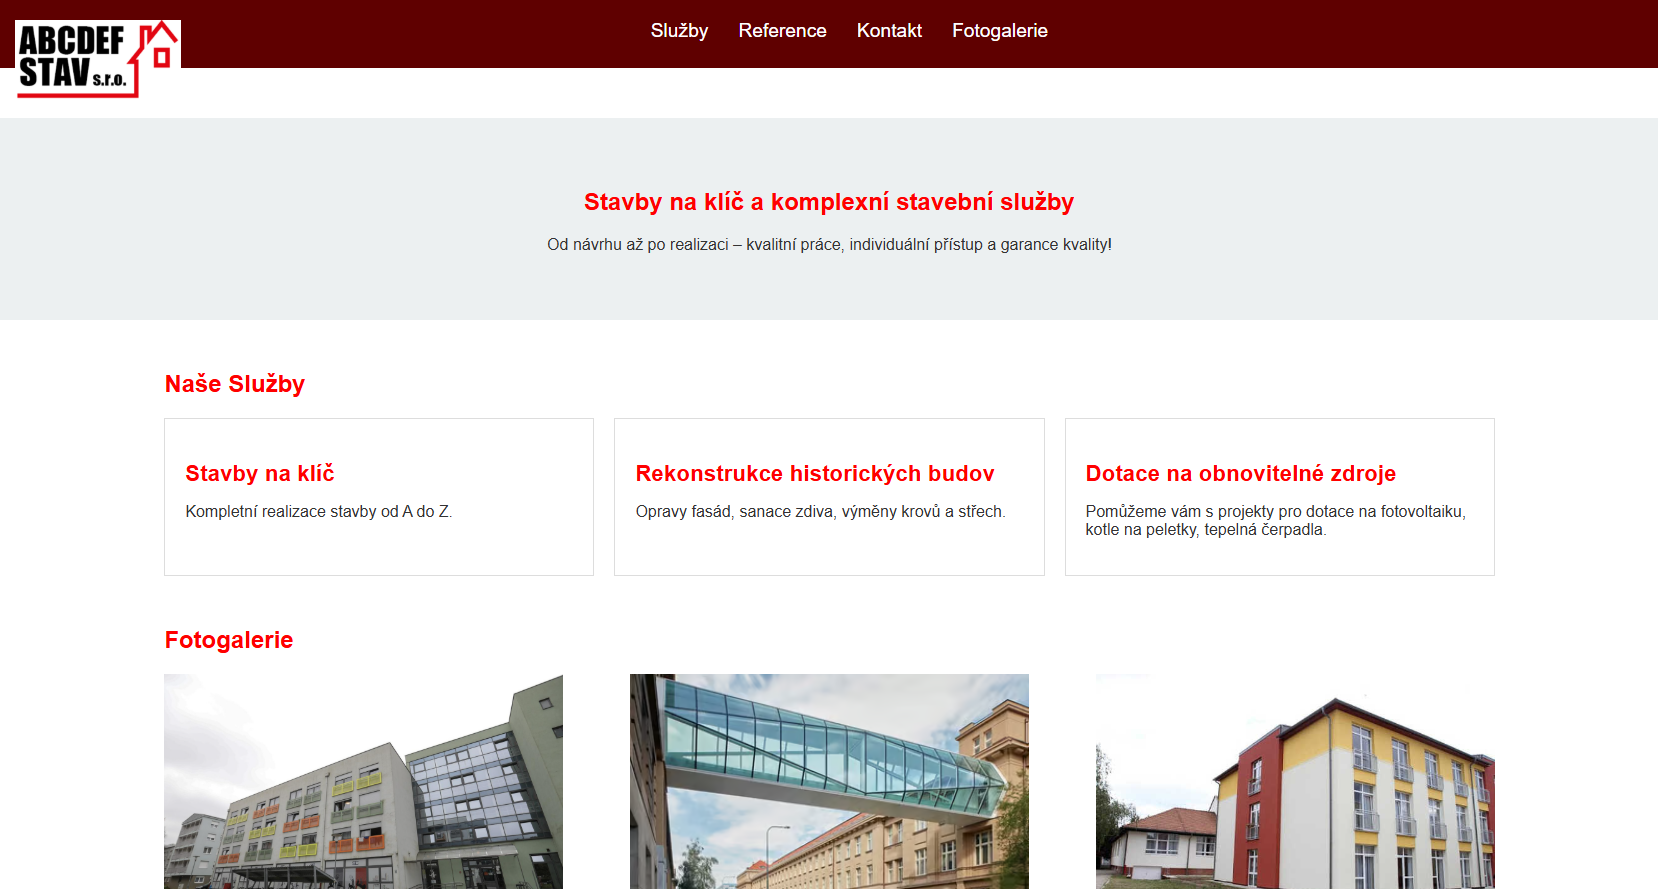 ABCDEF
STAV s.r.o.
Služby Reference Kontakt Fotogalerie
Stavby na klíč a komplexní stavební služby
Od návrhu až po realizaci – kvalitní práce, individuální přístup a garance kvality!
Naše Služby
Stavby na klíč
Kompletní realizace stavby od A do Z.
Rekonstrukce historických budov
Opravy fasád, sanace zdiva, výměny krovů a střech.
Dotace na obnovitelné zdroje
Pomůžeme vám s projekty pro dotace na fotovoltaiku,
kotle na peletky, tepelná čerpadla.
Fotogalerie